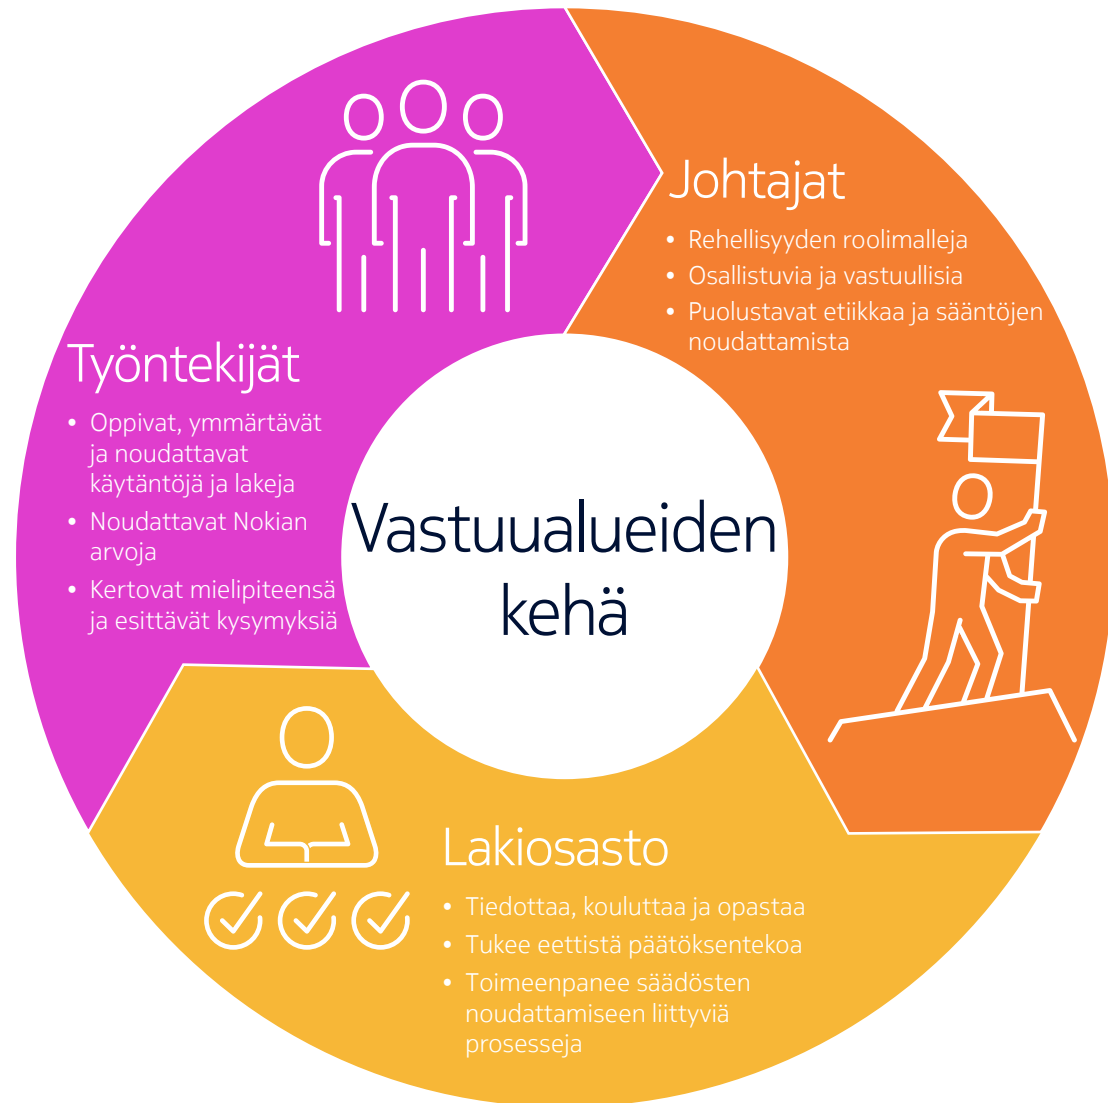 Johtajat
• Rehellisyyden roolimalleja
• Osallistuvia ja vastuullisia
• Puolustavat etiikkaa ja sääntöjen
noudattamista
Työntekijät
• Oppivat, ymmärtävät
ja noudattavat
käytäntöjä ja lakeja
• Noudattavat Nokian
arvoja
• Kertovat mielipiteensä
ja esittävät kysymyksiä
Vastuualueiden
kehä
Lakiosasto
• Tiedottaa, kouluttaa ja opastaa
• Tukee eettistä päätöksentekoa
• Toimeenpanee säädösten
noudattamiseen liittyviä
prosesseja